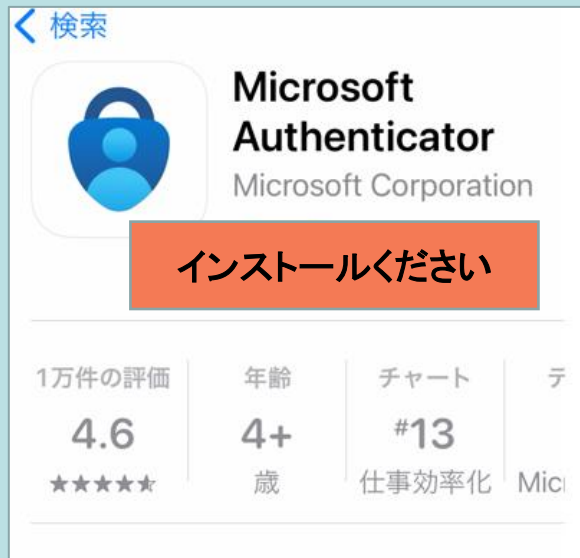 検索
Microsoft
Authenticator
Microsoft Corporation
インストールください
1万件の評価
年齢
チャート
デ
4.6
4+
#13
歳
仕事効率化
Mic